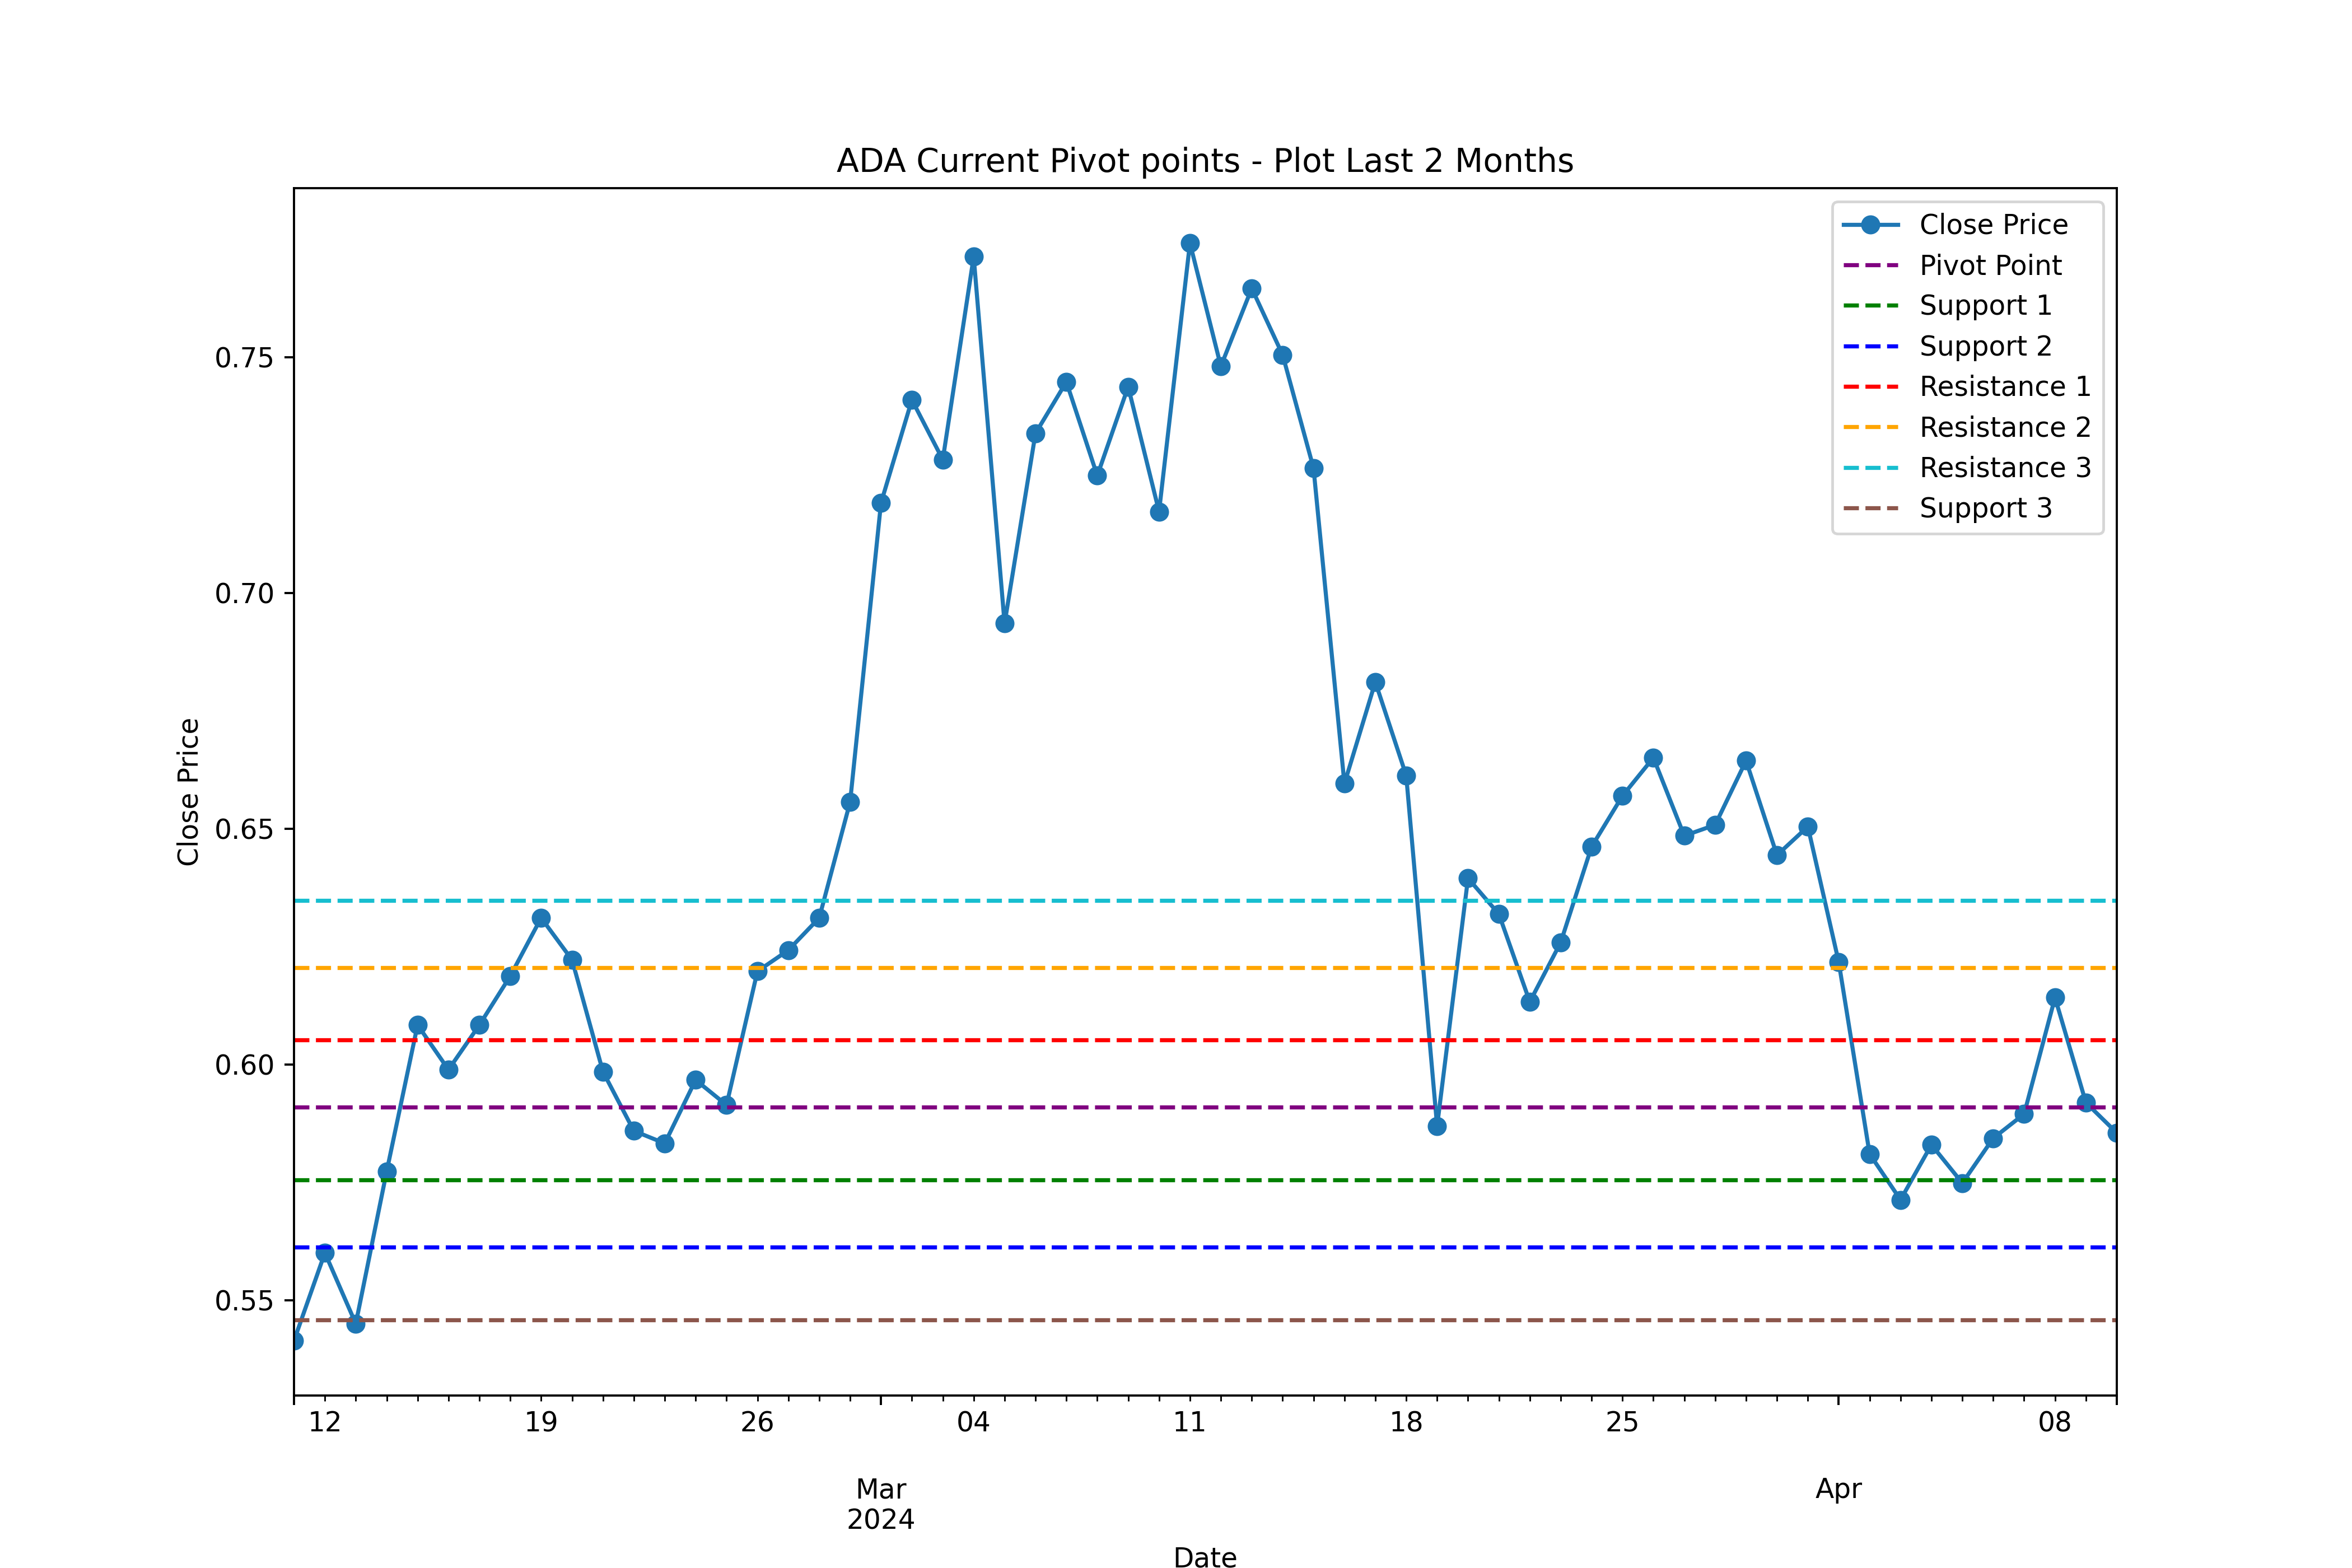 ADA Current Pivot points - Plot Last 2 Months
Close Price
Pivot Point
Support 1
Support 2
Resistance 1
Resistance 2
Resistance 3
Support 3
Close Price
0.75
0.70
0.65
0.60
0.55
12 19 26 04 11 18 25 08
Mar Apr
2024
Date